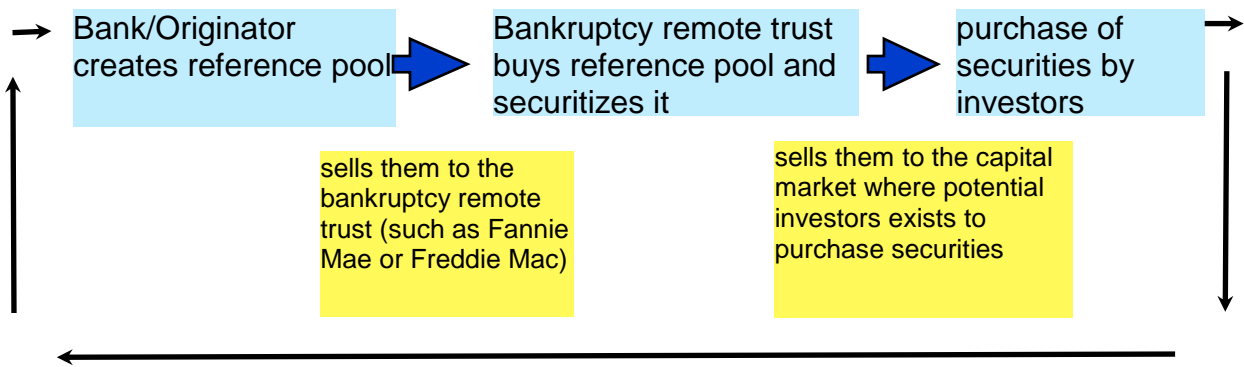 Bank/Originator
creates reference pool
Bankruptcy remote trust
buys reference pool and
securitizes it
purchase of
securities by
investors
sells them to the
bankruptcy remote
trust (such as Fannie
Mae or Freddie Mac)
sells them to the capital
market where potential
investors exists to
purchase securities